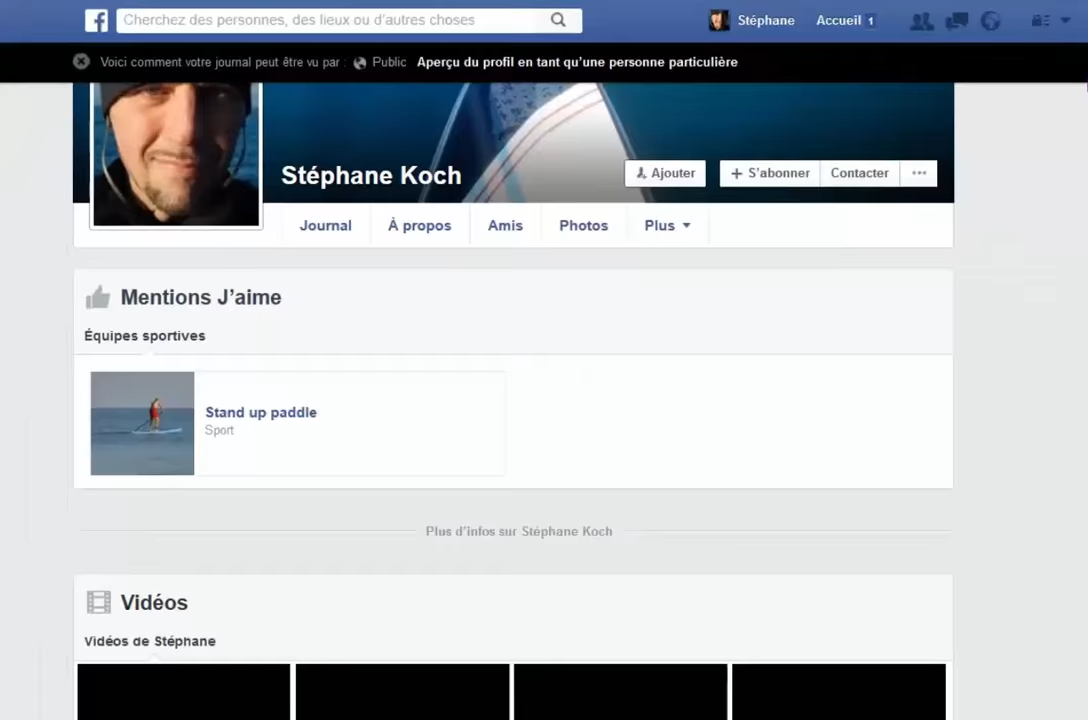 Cherchez des personnes, des lieux ou d'autres choses
Stéphane Accueil 1
Voici comment votre journal peut être vu par : Public Aperçu du profil en tant qu'une personne particulière
Stéphane Koch
Ajouter
+ S'abonner
Contacter
...
Journal
À propos
Amis
Photos
Plus
Mentions J'aime
Équipes sportives
Stand up paddle
Sport
Plus d'infos sur Stéphane Koch
Vidéos
Vidéos de Stéphane